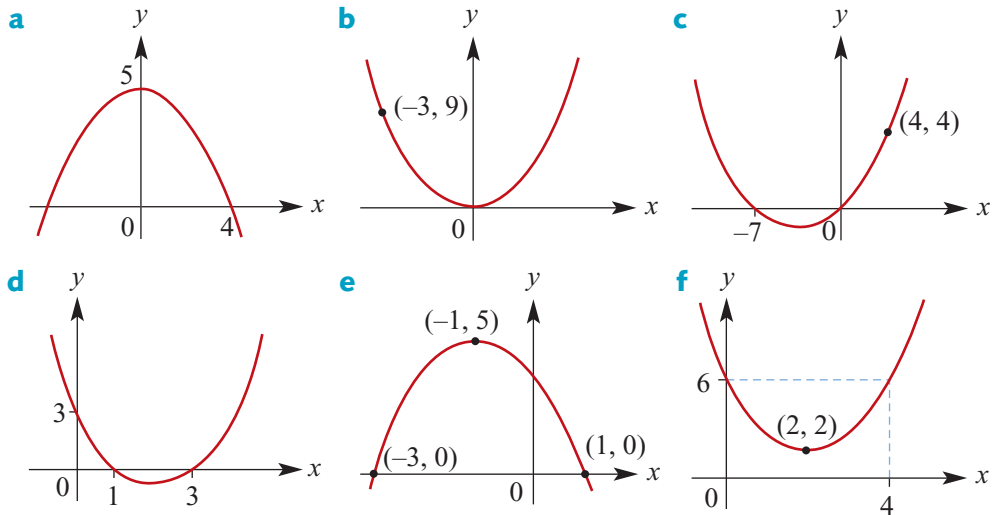 a
y
5
0
4
x
b
y
(–3, 9)
0
x
c
y
(4, 4)
–7
0
x
d
y
3
0
1
3
x
e
y
(–1, 5)
(–3, 0)
(1, 0)
0
x
f
y
6
(2, 2)
0
4
x